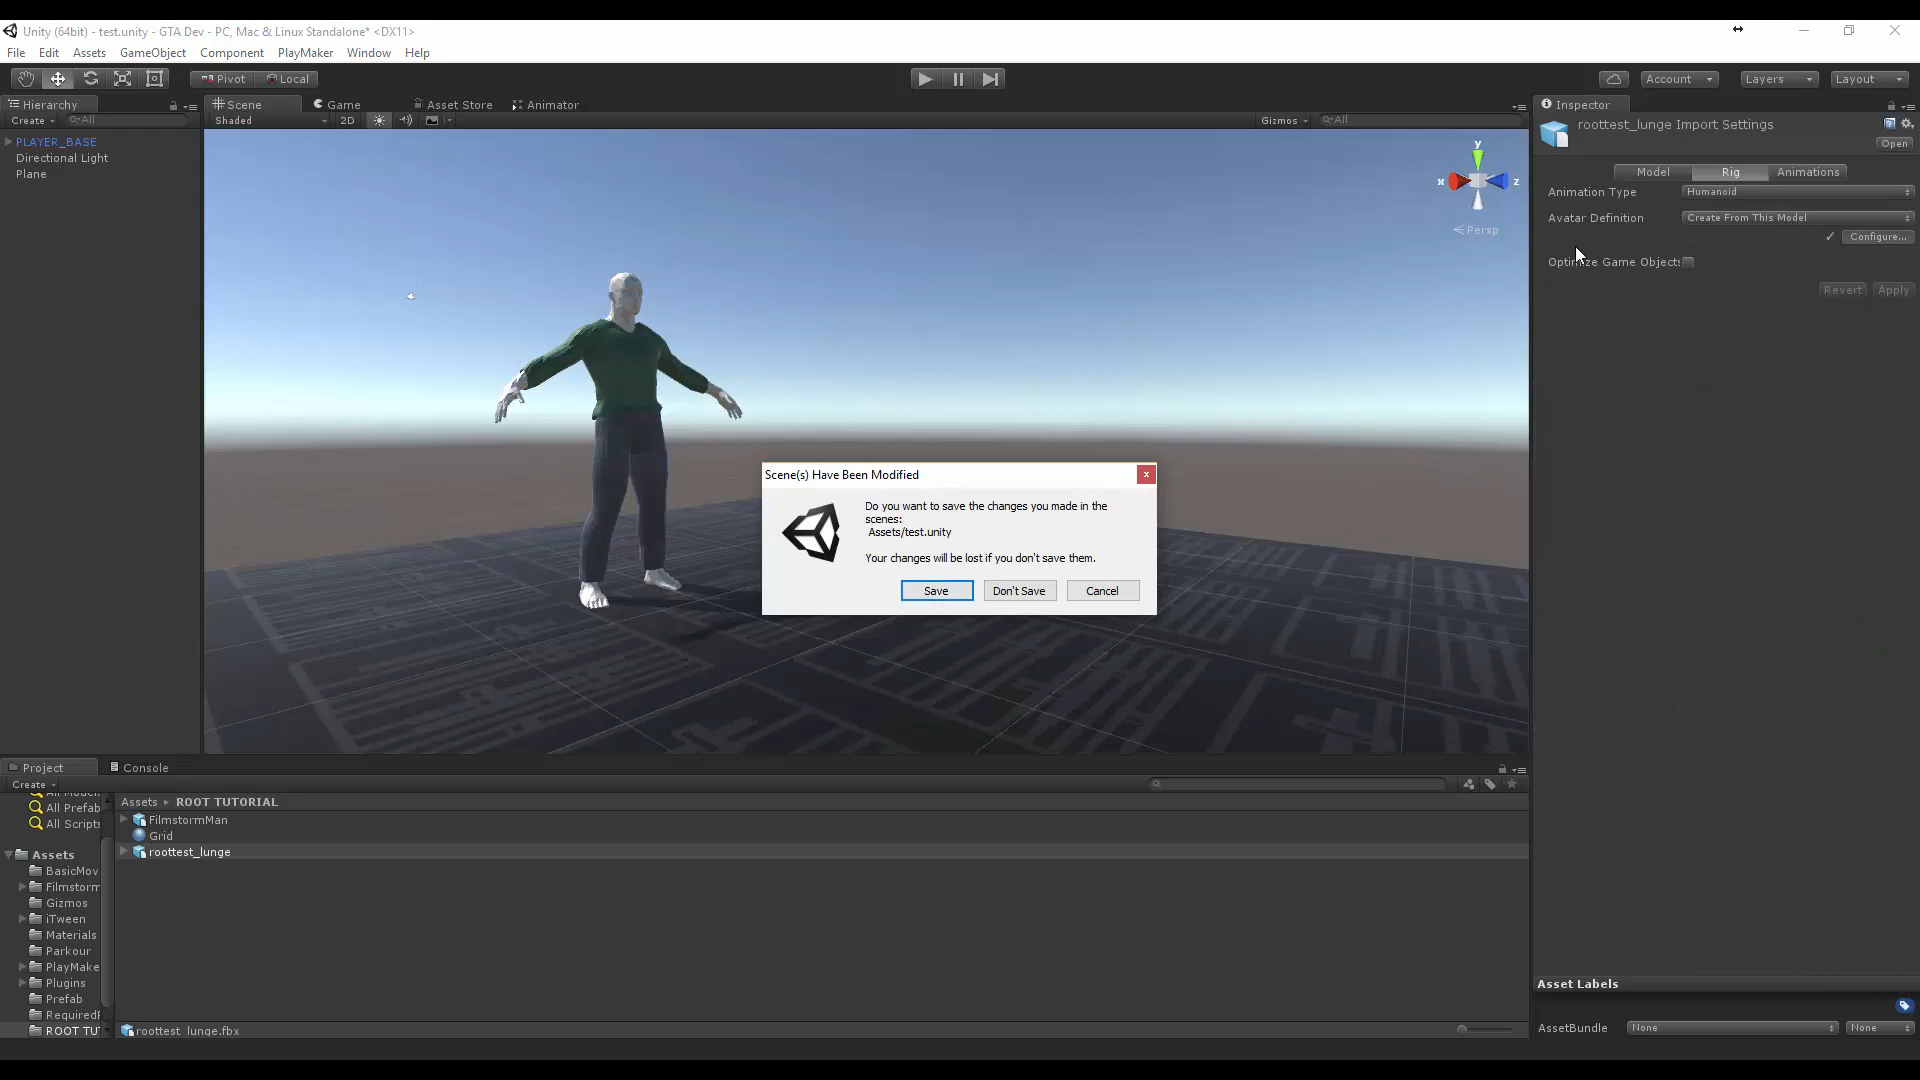 Unity (64bit) - test.unity - GTA Dev - PC, Mac & Linux Standalone* <DX11>
File Edit Assets GameObject Component PlayMaker Window Help
Pivot Local
Account Layers Layout
Hierarchy
Create All
PLAYER_BASE
Directional Light
Plane
Scene Game Asset Store Animator
Shaded 2D Gizmos All
y
x z
Persp
Inspector
roottest_lunge Import Settings
Open
Model Rig Animations
Animation Type Humanoid
Avatar Definition Create From This Model
Configure...
Optimize Game Objects
Revert Apply
Scene(s) Have Been Modified
Do you want to save the changes you made in the
scenes:
Assets/test.unity
Your changes will be lost if you don't save them.
Save Don't Save Cancel
Project Console
Create
All Prefab
All Scripts
Assets
BasicMov
Filmstorm
Gizmos
iTween
Materials
Parkour
PlayMake
Plugins
Prefab
ROOT TU
Assets ROOT TUTORIAL
FilmstormMan
Grid
roottest_lunge
roottest_lunge.fbx
Asset Labels
AssetBundle None None